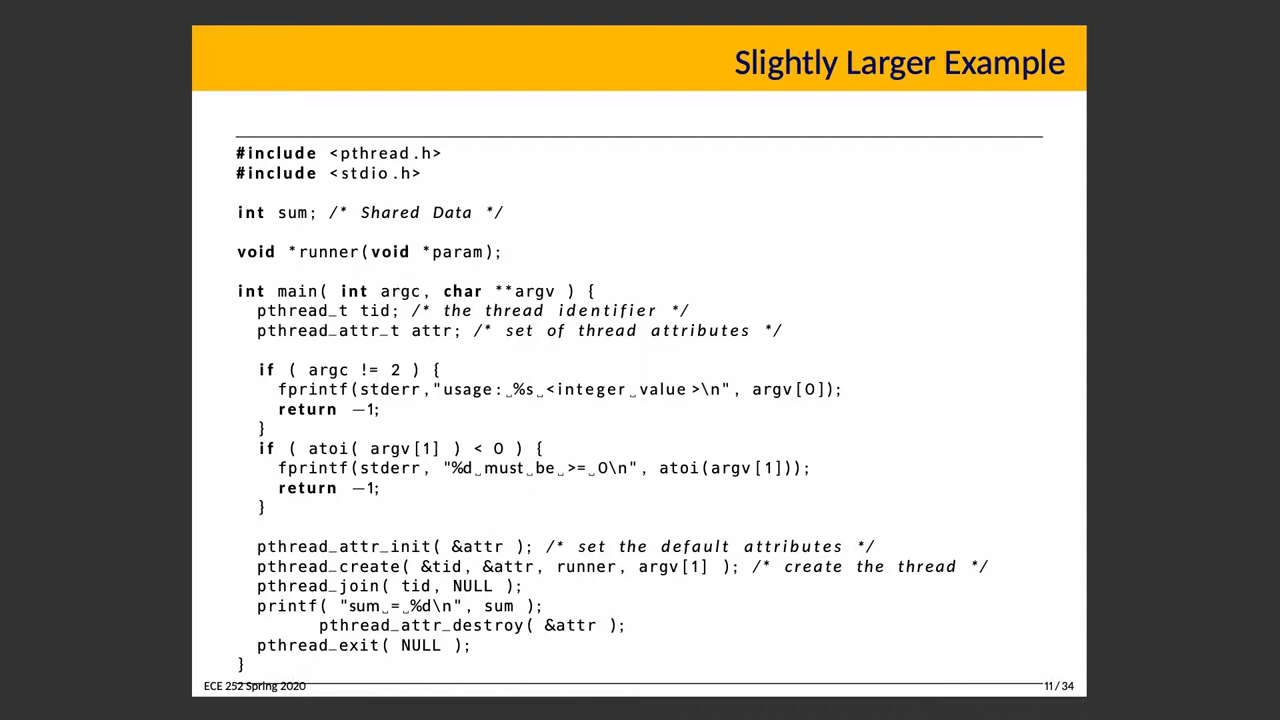 Slightly Larger Example
#include <pthread.h>
#include <stdio.h>
int sum; /* Shared Data */
void *runner(void *param);
int main( int argc, char **argv ) {
pthread_t tid; /* the thread identifier */
pthread_attr_t attr; /* set of thread attributes */
if ( argc != 2 ) {
fprintf(stderr,"usage:␣%s␣<integer␣value>\n", argv[0]);
return −1;
}
if ( atoi( argv[1] ) < 0 ) {
fprintf(stderr, "%d␣must␣be␣>=␣0\n", atoi(argv[1]));
return −1;
}
pthread_attr_init( &attr ); /* set the default attributes */
pthread_create( &tid, &attr, runner, argv[1] ); /* create the thread */
pthread_join( tid, NULL );
printf( "sum␣=␣%d\n", sum );
pthread_attr_destroy( &attr );
pthread_exit( NULL );
}
ECE 252 Spring 2020
11 / 34